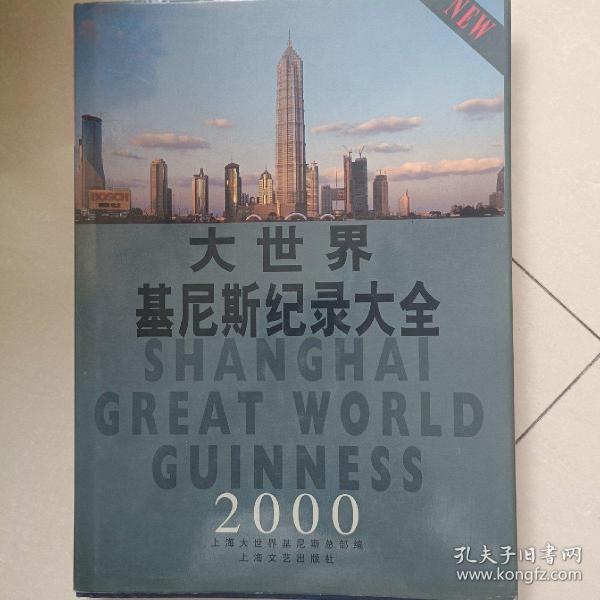 NEW
BOSCH
大世界
基尼斯纪录大全
SHANGHAI
GREAT WORLD
GUINNESS
2000
上海大世界基尼斯总部编
上海文艺出版社
孔夫子旧书网
www.kongfz.com